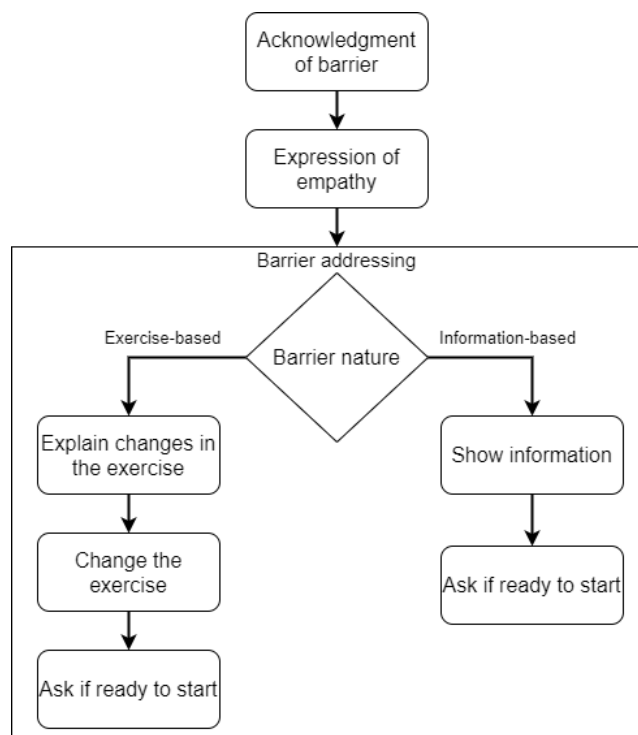 Acknowledgment
of barrier
Expression of
empathy
Barrier addressing
Exercise-based
Information-based
Barrier nature
Explain changes in
the exercise
Show information
Change the
exercise
Ask if ready to start
Ask if ready to start